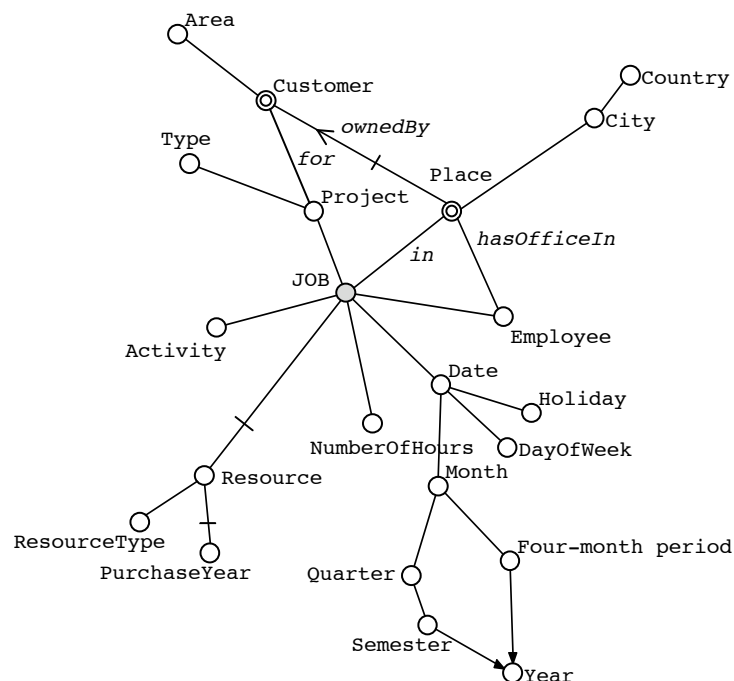 Area
Customer
Country
ownedBy
City
Type
for
Place
Project
hasOfficeIn
in
JOB
Employee
Activity
Date
Holiday
NumberOfHours
DayOfWeek
Month
Resource
ResourceType
Four-month period
PurchaseYear
Quarter
Semester
Year